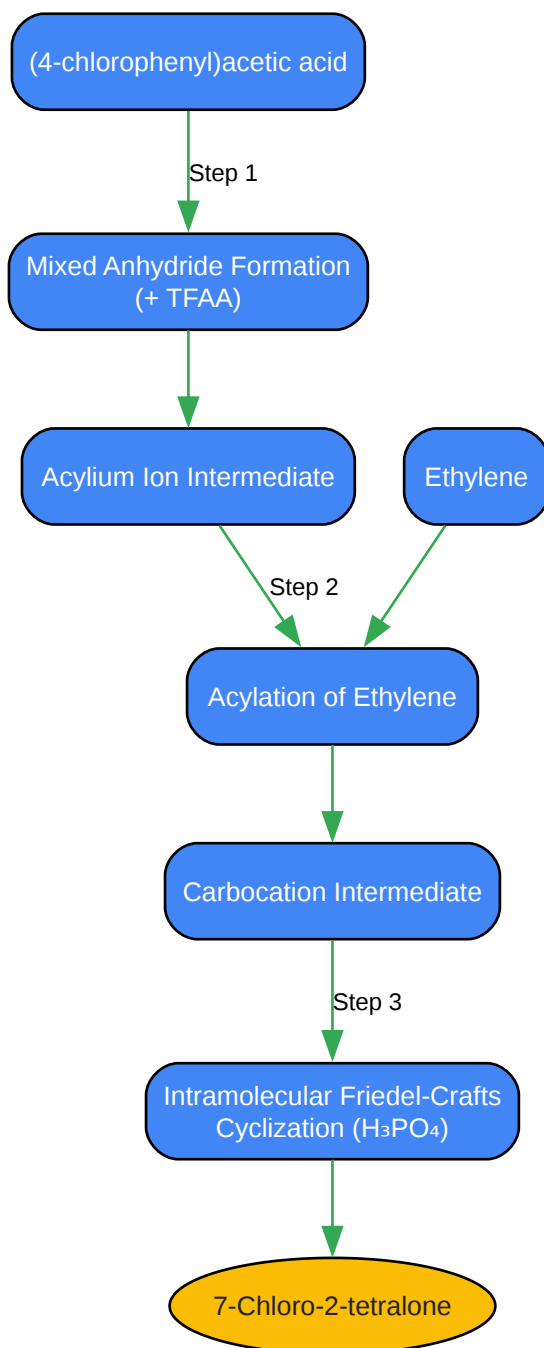 (4-chlorophenyl)acetic acid
Step 1
Mixed Anhydride Formation
(+ TFAA)
Acylium Ion Intermediate
Ethylene
Step 2
Acylation of Ethylene
Carbocation Intermediate
Step 3
Intramolecular Friedel-Crafts
Cyclization (H₃PO₄)
7-Chloro-2-tetralone